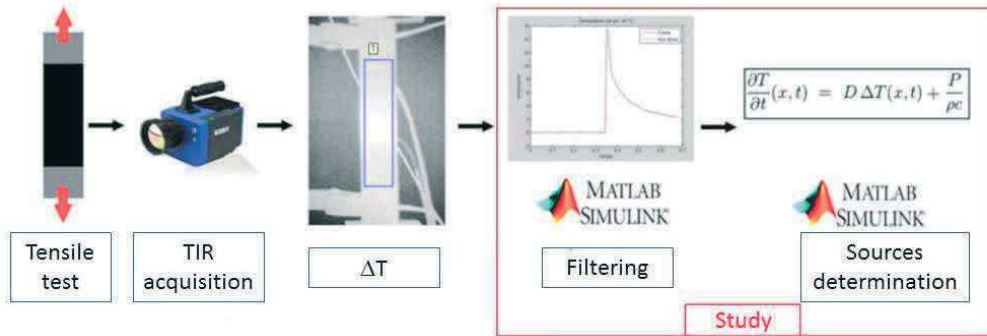 T
∂T/∂t (x, t) = D ΔT(x, t) + P/ρc
MATLAB
SIMULINK
MATLAB
SIMULINK
Tensile
test
TIR
acquisition
ΔT
Filtering
Sources
determination
Study